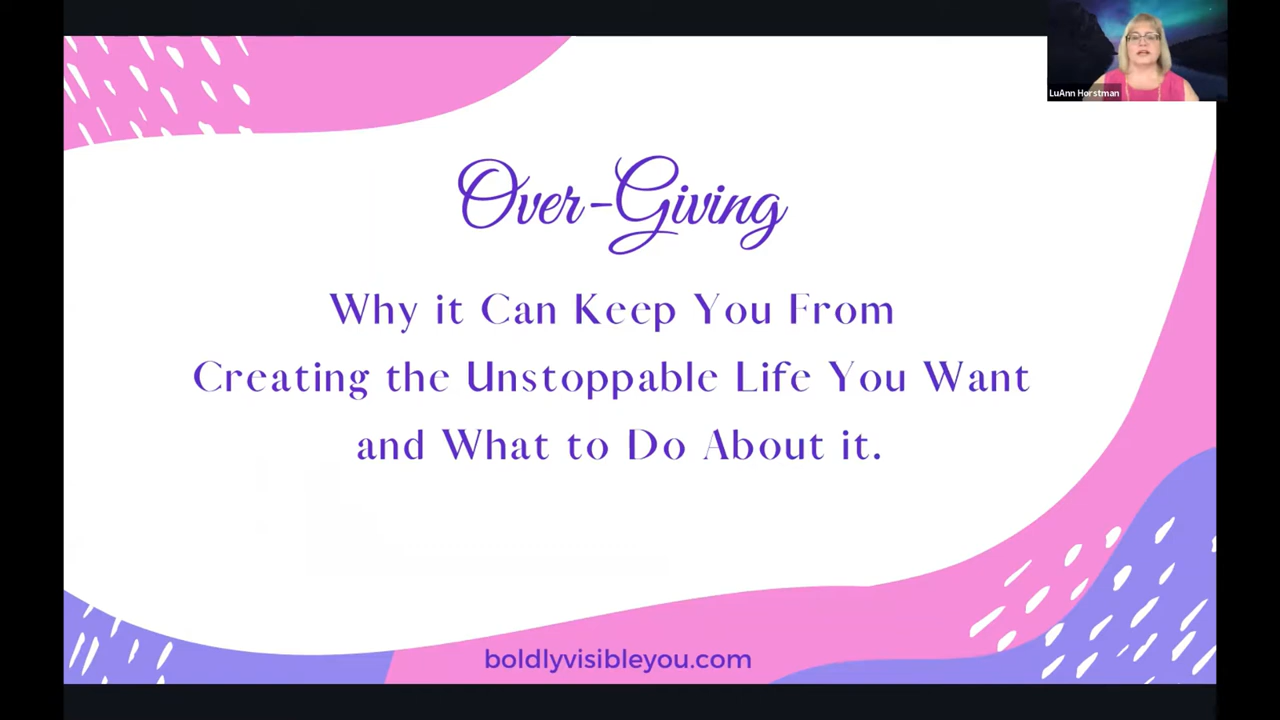 LuAnn Horstman
Over-Giving
Why it Can Keep You From
Creating the Unstoppable Life You Want
and What to Do About it.
boldlyvisibleyou.com